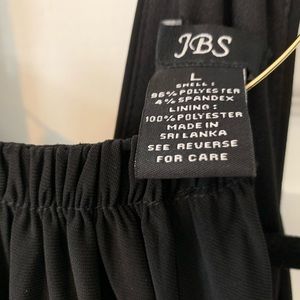 JBS
L
SHELL:
96% POLYESTER
4% SPANDEX
LINING:
100% POLYESTER
MADE IN
SRI LANKA
SEE REVERSE
FOR CARE